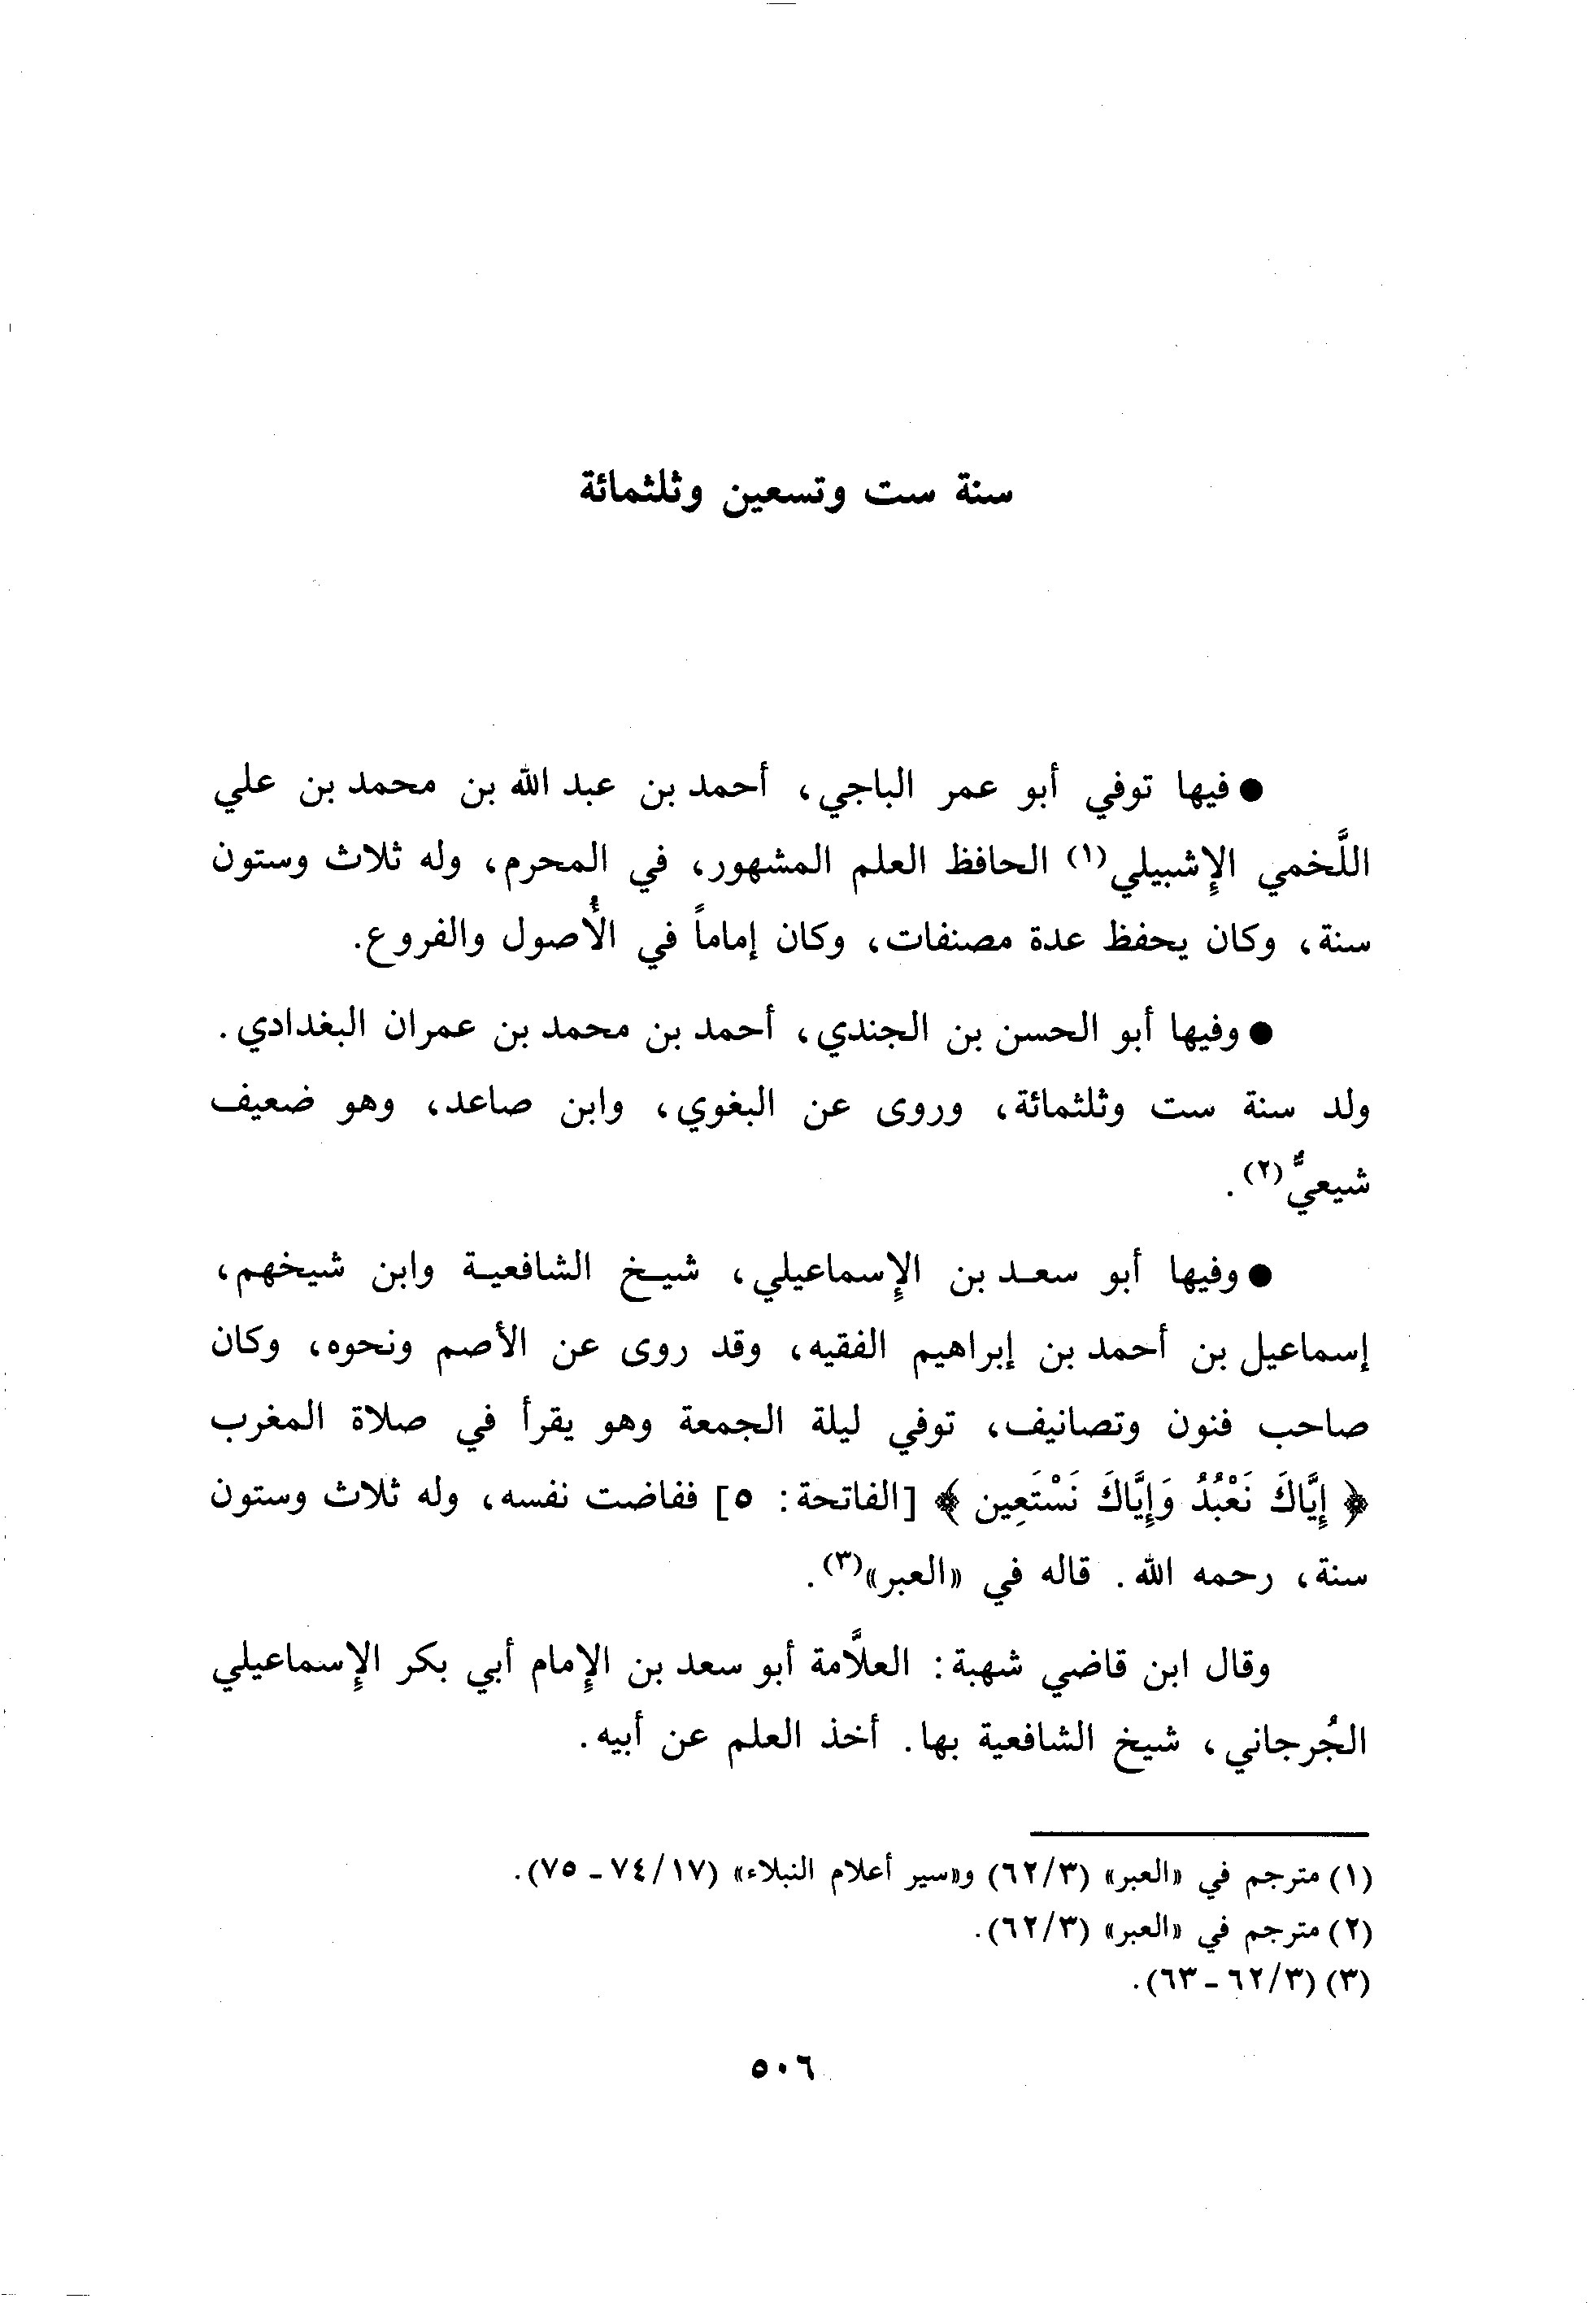 سنة ست وتسعين وثلثمائة
● فيها توفي أبو عمر الباجي، أحمد بن عبد الله بن محمد بن علي
اللَّخمي الإِشبيلي(١) الحافظ العلم المشهور، في المحرم، وله ثلاث وستون
سنة، وكان يحفظ عدة مصنفات، وكان إماماً في الأُصول والفروع.
● وفيها أبو الحسن بن الجندي، أحمد بن محمد بن عمران البغدادي.
ولد سنة ست وثلثمائة، وروى عن البغوي، وابن صاعد، وهو ضعيف
شيعيٌّ(٢).
● وفيها أبو سعد بن الإِسماعيلي، شيخ الشافعية وابن شيخهم،
إسماعيل بن أحمد بن إبراهيم الفقيه، وقد روى عن الأصم ونحوه، وكان
صاحب فنون وتصانيف، توفي ليلة الجمعة وهو يقرأ في صلاة المغرب
﴿ إِيَّاكَ نَعْبُدُ وَإِيَّاكَ نَسْتَعِين ﴾ [الفاتحة: ٥] ففاضت نفسه، وله ثلاث وستون
سنة، رحمه الله. قاله في «العبر»(٣).
وقال ابن قاضي شهبة: العلاَّمة أبو سعد بن الإِمام أبي بكر الإِسماعيلي
الجُرجاني، شيخ الشافعية بها. أخذ العلم عن أبيه.
(١) مترجم في «العبر» (٦٢/٣) و«سير أعلام النبلاء» (٧٤/١٧ ـ ٧٥).
(٢) مترجم في «العبر» (٦٢/٣).
(٣) (٦٢/٣ ـ ٦٣).
٥٠٦